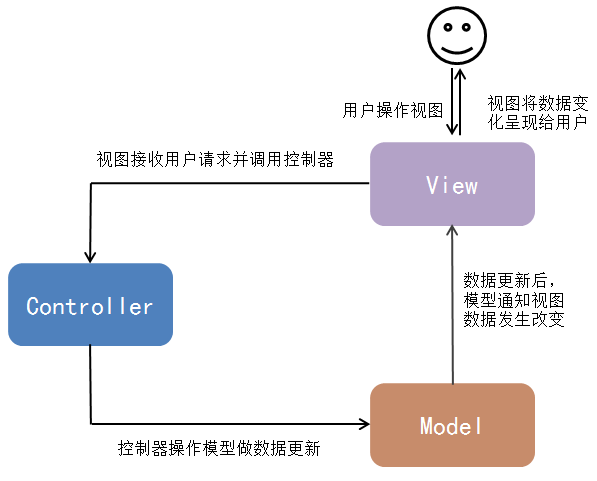 用户操作视图
视图将数据变
化呈现给用户
视图接收用户请求并调用控制器
View
Controller
数据更新后，
模型通知视图
数据发生改变
Model
控制器操作模型做数据更新